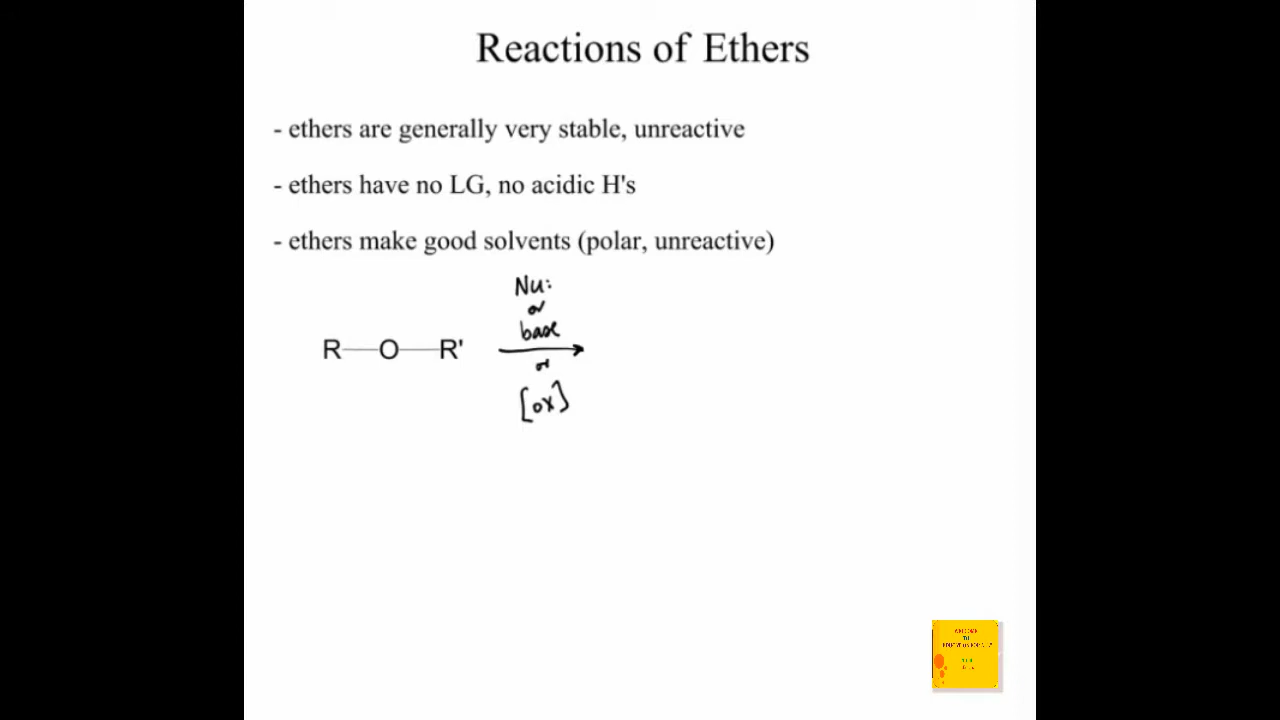 Reactions of Ethers
- ethers are generally very stable, unreactive
- ethers have no LG, no acidic H's
- ethers make good solvents (polar, unreactive)
Nu:
or
base
R—O—R'
or
[ox]
TO